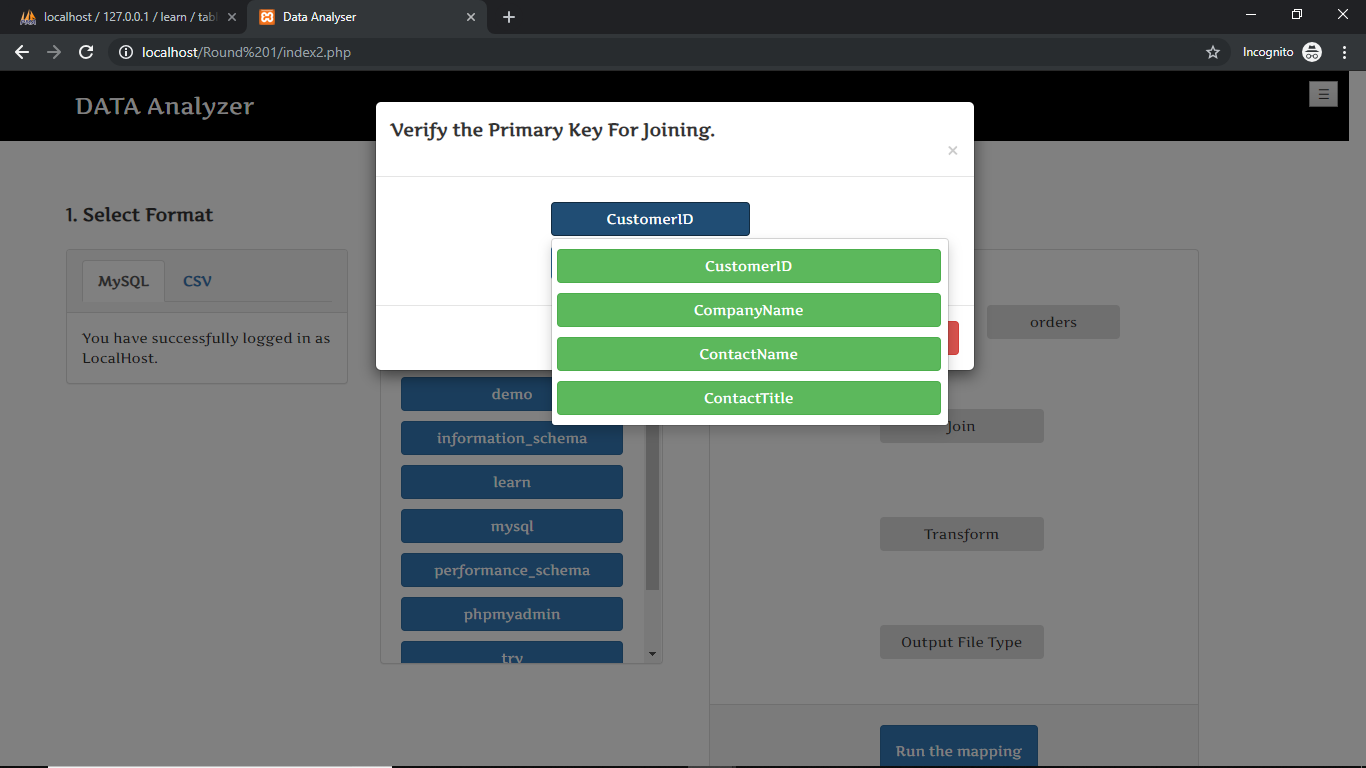 localhost / 127.0.0.1 / learn / tab
Data Analyser
localhost/Round%201/index2.php
Incognito
DATA Analyzer
Verify the Primary Key For Joining.
CustomerID
CustomerID
CompanyName
ContactName
ContactTitle
1. Select Format
MySQL CSV
You have successfully logged in as
LocalHost.
demo
information_schema
learn
mysql
performance_schema
phpmyadmin
try
orders
Join
Transform
Output File Type
Run the mapping